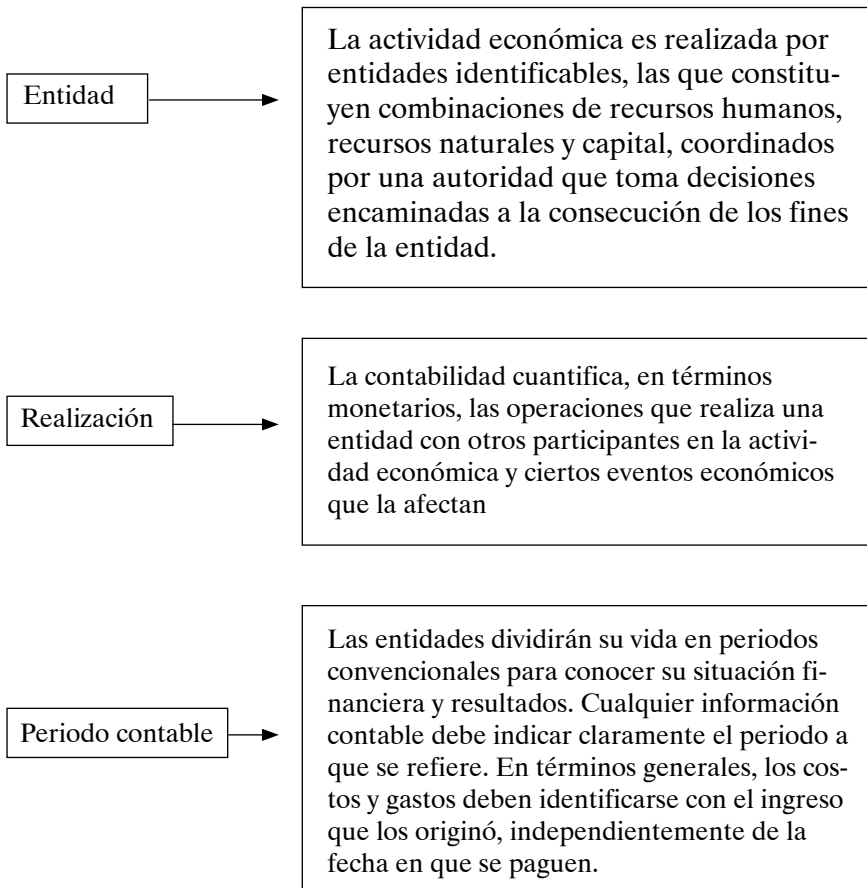 Entidad
La actividad económica es realizada por
entidades identificables, las que constitu-
yen combinaciones de recursos humanos,
recursos naturales y capital, coordinados
por una autoridad que toma decisiones
encaminadas a la consecución de los fines
de la entidad.
Realización
La contabilidad cuantifica, en términos
monetarios, las operaciones que realiza una
entidad con otros participantes en la activi-
dad económica y ciertos eventos económicos
que la afectan
Periodo contable
Las entidades dividirán su vida en periodos
convencionales para conocer su situación fi-
nanciera y resultados. Cualquier información
contable debe indicar claramente el periodo a
que se refiere. En términos generales, los cos-
tos y gastos deben identificarse con el ingreso
que los originó, independientemente de la
fecha en que se paguen.